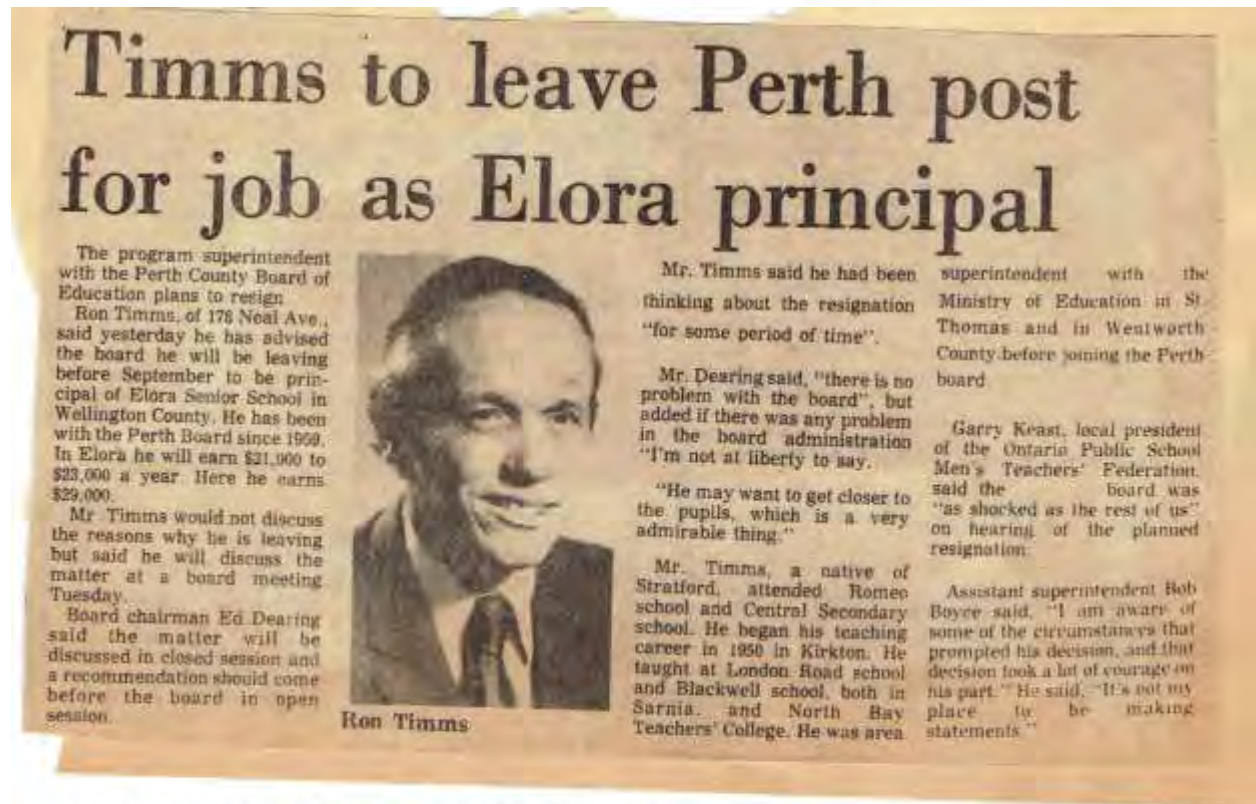 Timms to leave Perth post
for job as Elora principal
The program superintendent
with the Perth County Board of
Education plans to resign
Ron Timms, of 178 Neal Ave.,
said yesterday he has advised
the board he will be leaving
before September to be prin-
cipal of Elora Senior School in
Wellington County. He has been
with the Perth Board since 1969.
In Elora he will earn $21,000 to
$23,000 a year. Here he earns
$29,000.
Mr Timms would not discuss
the reasons why he is leaving
but said he will discuss the
matter at a board meeting
Tuesday.
Board chairman Ed Dearing
said the matter will be
discussed in closed session and
a recommendation should come
before the board in open
session.
Ron Timms
Mr. Timms said he had been
thinking about the resignation
"for some period of time".
Mr. Dearing said, "there is no
problem with the board", but
added if there was any problem
in the board administration
"I'm not at liberty to say.
"He may want to get closer to
the pupils, which is a very
admirable thing."
Mr. Timms, a native of
Stratford, attended Romeo
school and Central Secondary
school. He began his teaching
career in 1950 in Kirkton. He
taught at London Road school
and Blackwell school, both in
Sarnia, and North Bay
Teachers' College. He was area
superintendent with the
Ministry of Education in St.
Thomas and in Wentworth
County before joining the Perth
board
Garry Keast, local president
of the Ontario Public School
Men's Teachers' Federation,
said the board was
"as shocked as the rest of us"
on hearing of the planned
resignation.
Assistant superintendent Bob
Boyce said, "I am aware of
some of the circumstances that
prompted his decision, and that
decision took a lot of courage on
his part." He said, "It's not my
place to be making
statements."